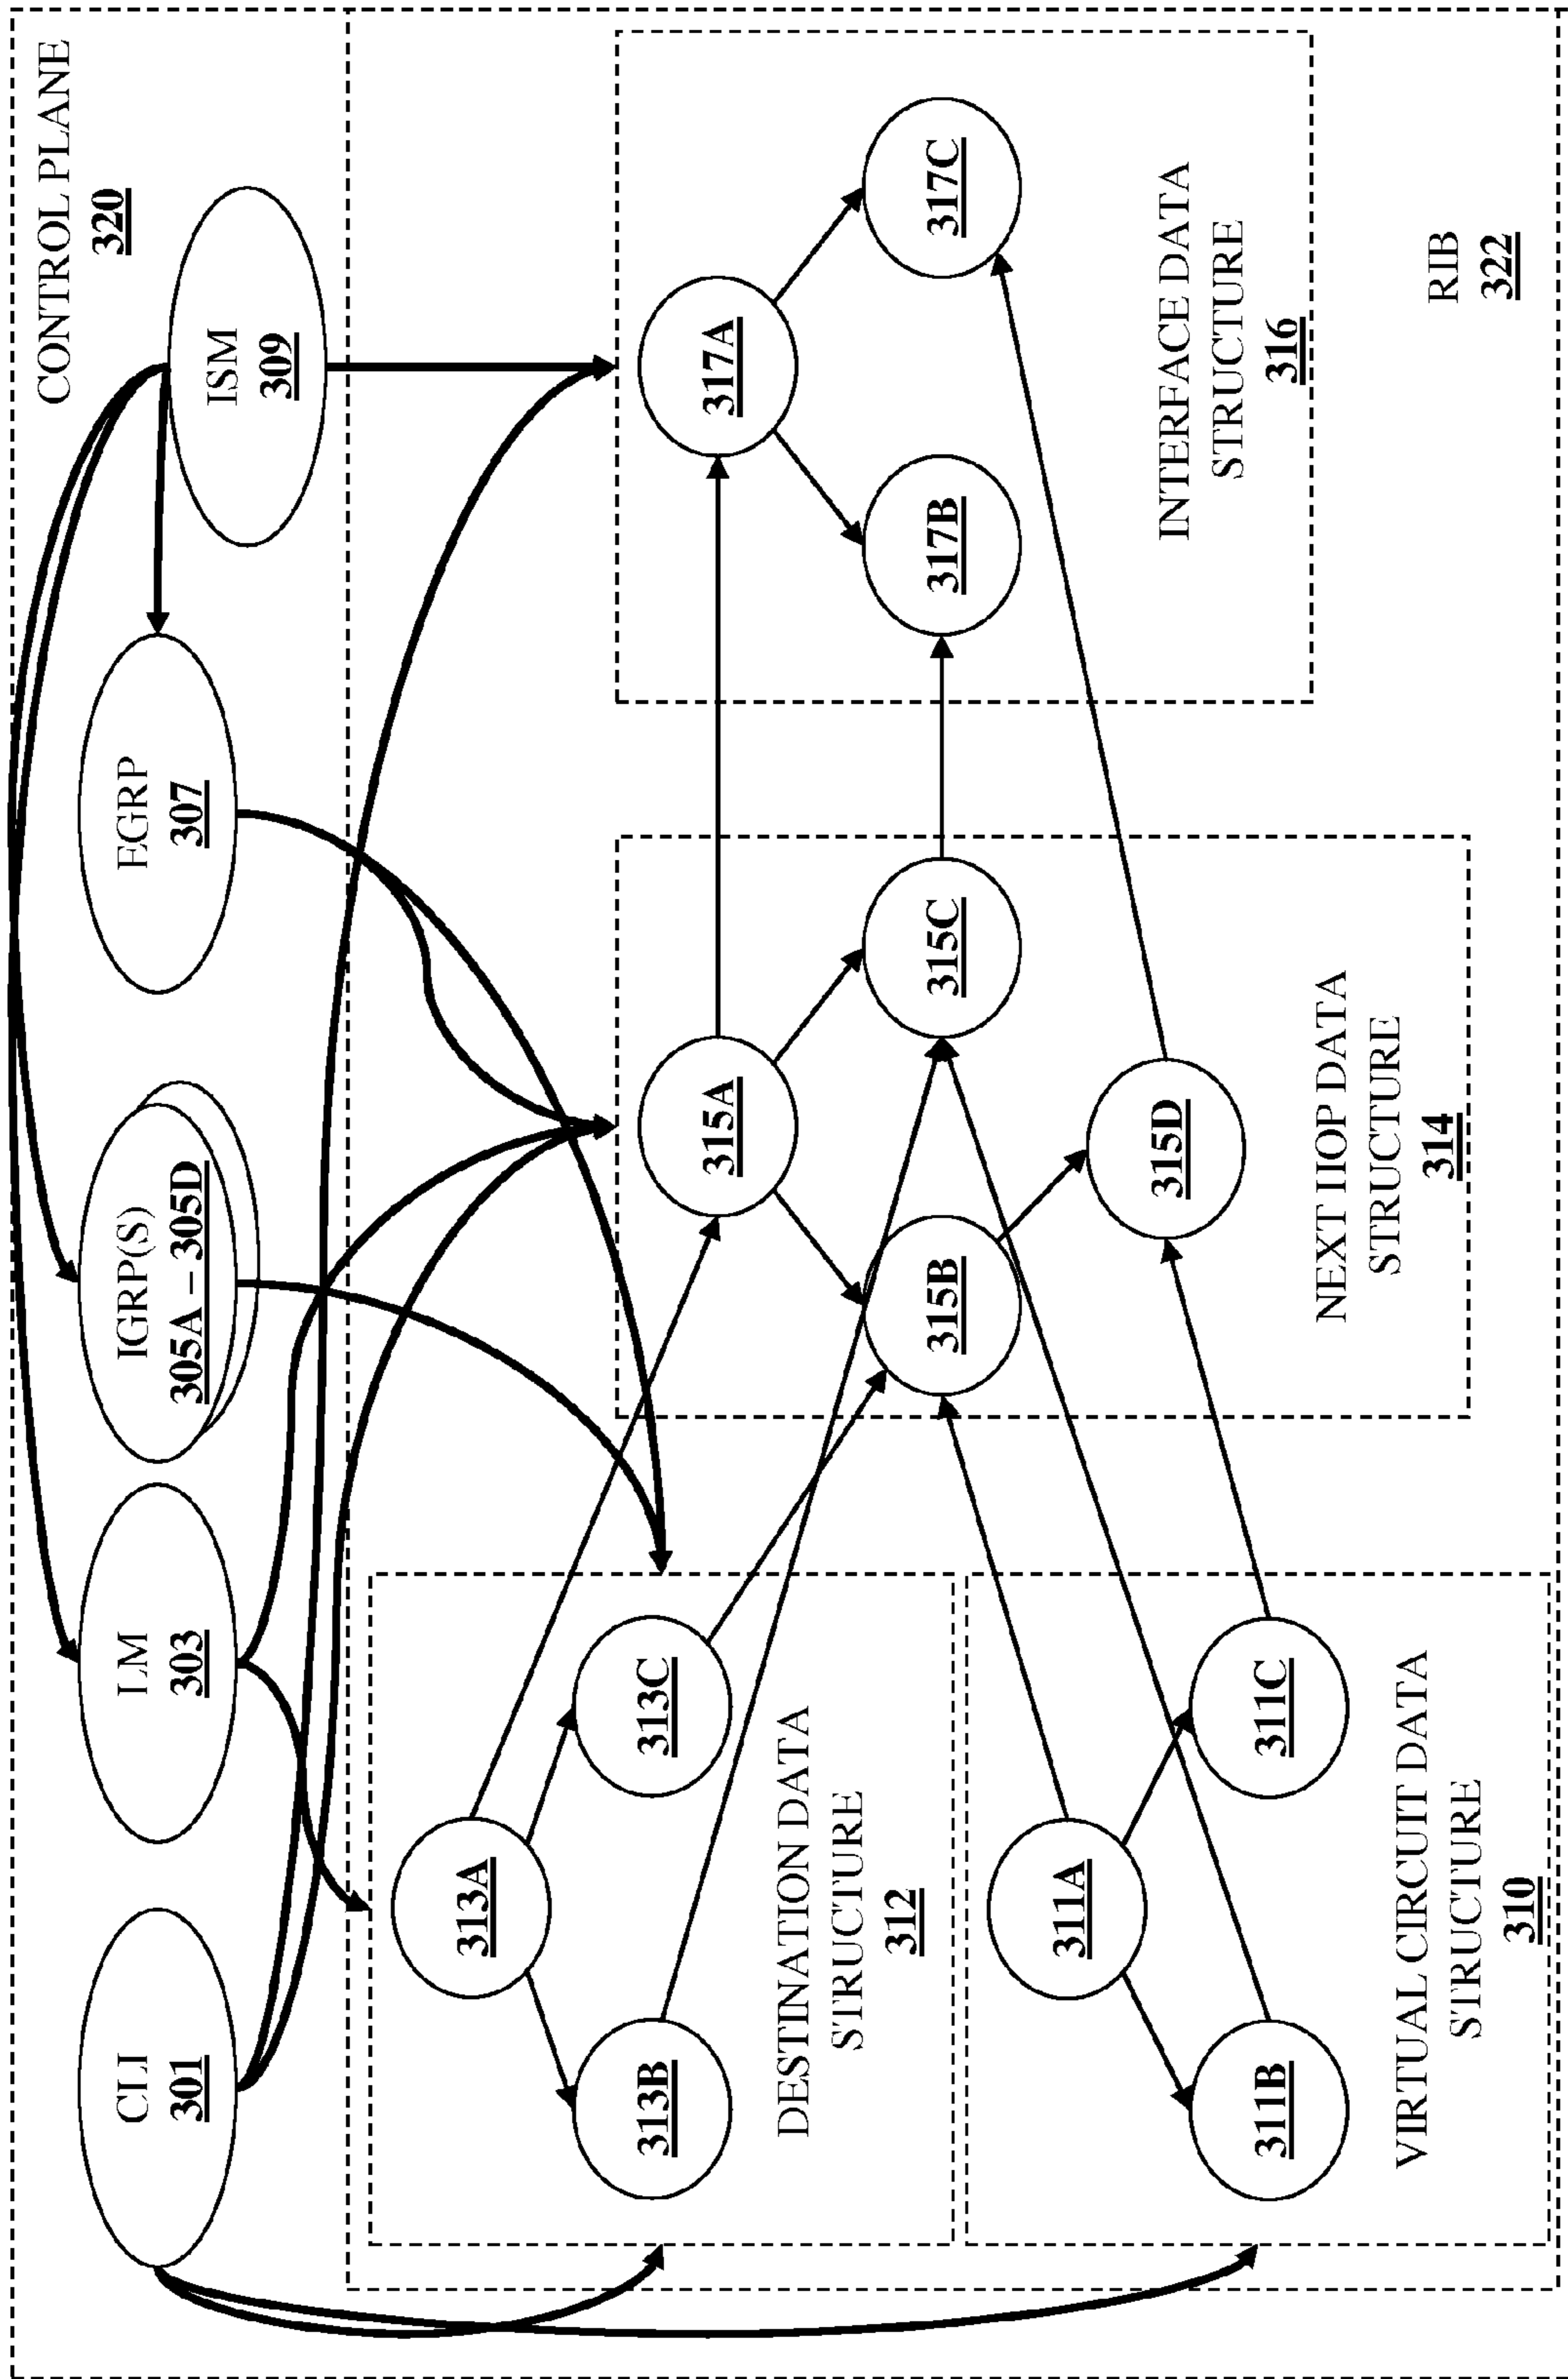 CONTROL PLANE
320
CLI
301
LM
303
IGRP(S)
305A – 305D
EGRP
307
ISM
309
313A
313B
313C
DESTINATION DATA
STRUCTURE
312
311A
311B
311C
VIRTUAL CIRCUIT DATA
STRUCTURE
310
315A
315B
315C
315D
NEXT HOP DATA
STRUCTURE
314
317A
317B
317C
INTERFACE DATA
STRUCTURE
316
RIB
322